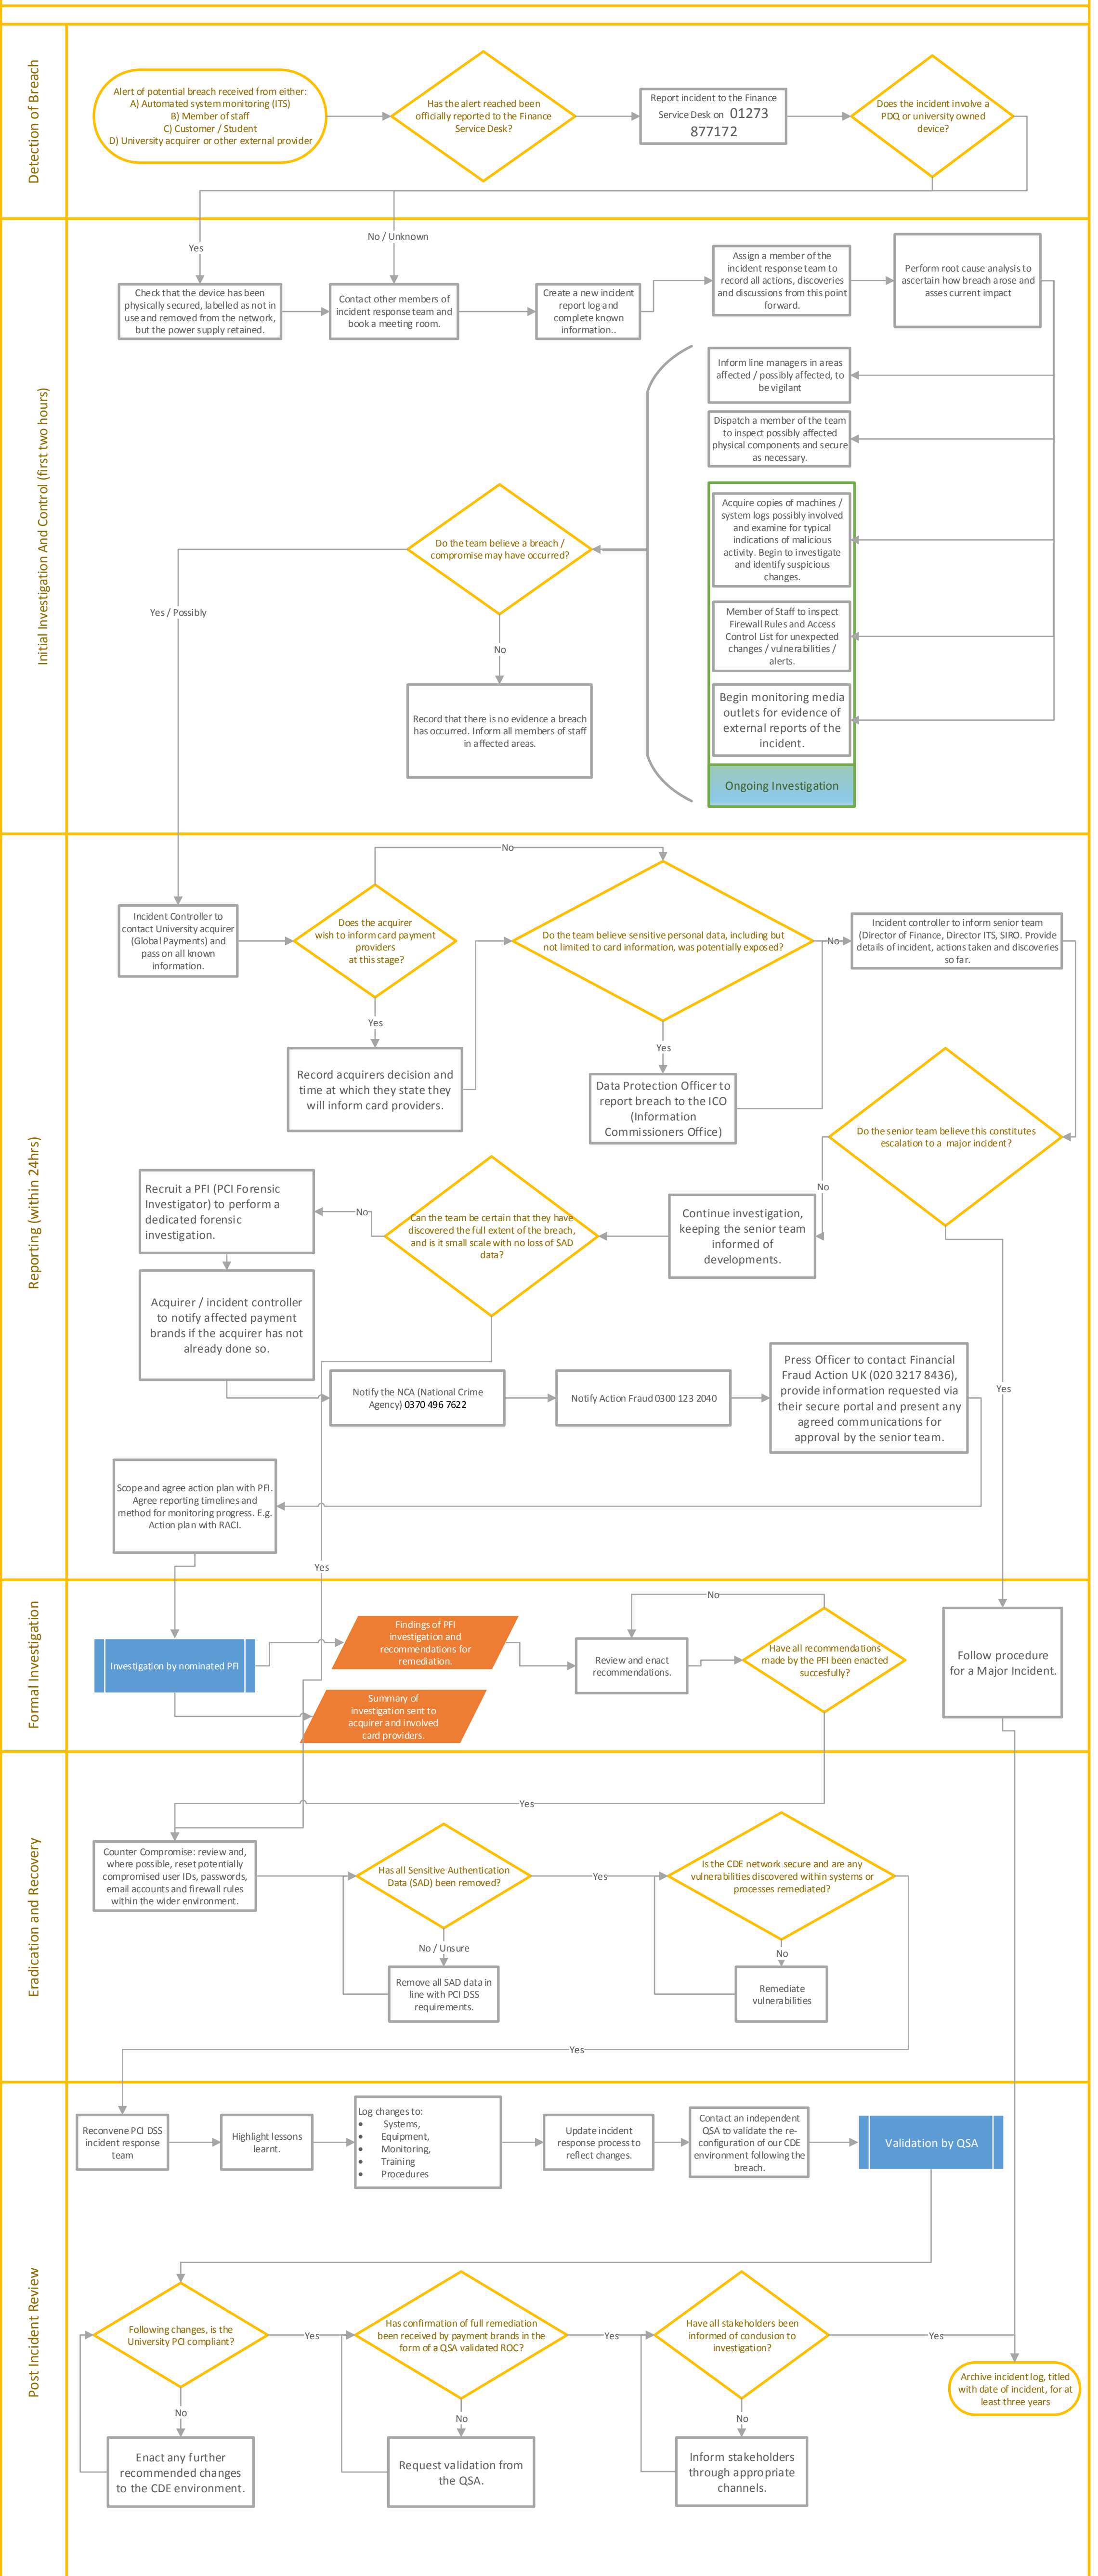 Detection of Breach
Alert of potential breach received from either:
A) Automated system monitoring (ITS)
B) Member of staff
C) Customer / Student
D) University acquirer or other external provider
Has the alert reached been
officially reported to the Finance
Service Desk?
Report incident to the Finance
Service Desk on 01273
877172
Does the incident involve a
PDQ or university owned
device?
Initial Investigation And Control (first two hours)
Yes
No / Unknown
Check that the device has been
physically secured, labelled as not in
use and removed from the network,
but the power supply retained.
Contact other members of
incident response team and
book a meeting room.
Create a new incident
report log and
complete known
information..
Assign a member of the
incident response team to
record all actions, discoveries
and discussions from this point
forward.
Perform root cause analysis to
ascertain how breach arose and
asses current impact
Inform line managers in areas
affected / possibly affected, to
be vigilant
Dispatch a member of the team
to inspect possibly affected
physical components and secure
as necessary.
Acquire copies of machines /
system logs possibly involved
and examine for typical
indications of malicious
activity. Begin to investigate
and identify suspicious
changes.
Member of Staff to inspect
Firewall Rules and Access
Control List for unexpected
changes / vulnerabilities /
alerts.
Begin monitoring media
outlets for evidence of
external reports of the
incident.
Ongoing Investigation
Do the team believe a breach /
compromise may have occurred?
Yes / Possibly
No
Record that there is no evidence a breach
has occurred. Inform all members of staff
in affected areas.
Reporting (within 24hrs)
No
Incident Controller to
contact University acquirer
(Global Payments) and
pass on all known
information.
Does the acquirer
wish to inform card payment
providers
at this stage?
Yes
Record acquirers decision and
time at which they state they
will inform card providers.
Do the team believe sensitive personal data, including but
not limited to card information, was potentially exposed?
No
Yes
Data Protection Officer to
report breach to the ICO
(Information
Commissioners Office)
Incident controller to inform senior team
(Director of Finance, Director ITS, SIRO. Provide
details of incident, actions taken and discoveries
so far.
Do the senior team believe this constitutes
escalation to a major incident?
No
Continue investigation,
keeping the senior team
informed of
developments.
Can the team be certain that they have
discovered the full extent of the breach,
and is it small scale with no loss of SAD
data?
No
Recruit a PFI (PCI Forensic
Investigator) to perform a
dedicated forensic
investigation.
Acquirer / incident controller
to notify affected payment
brands if the acquirer has not
already done so.
Notify the NCA (National Crime
Agency) 0370 496 7622
Notify Action Fraud 0300 123 2040
Press Officer to contact Financial
Fraud Action UK (020 3217 8436),
provide information requested via
their secure portal and present any
agreed communications for
approval by the senior team.
Yes
Scope and agree action plan with PFI.
Agree reporting timelines and
method for monitoring progress. E.g.
Action plan with RACI.
Yes
Formal Investigation
Investigation by nominated PFI
Findings of PFI
investigation and
recommendations for
remediation.
Summary of
investigation sent to
acquirer and involved
card providers.
No
Review and enact
recommendations.
Have all recommendations
made by the PFI been enacted
succesfully?
Follow procedure
for a Major Incident.
Eradication and Recovery
Yes
Counter Compromise: review and,
where possible, reset potentially
compromised user IDs, passwords,
email accounts and firewall rules
within the wider environment.
Has all Sensitive Authentication
Data (SAD) been removed?
Yes
No / Unsure
Remove all SAD data in
line with PCI DSS
requirements.
Is the CDE network secure and are any
vulnerabilities discovered within systems or
processes remediated?
No
Remediate
vulnerabilities
Yes
Post Incident Review
Reconvene PCI DSS
incident response
team
Highlight lessons
learnt.
Log changes to:
• Systems,
• Equipment,
• Monitoring,
• Training
• Procedures
Update incident
response process to
reflect changes.
Contact an independent
QSA to validate the re-
configuration of our CDE
environment following the
breach.
Validation by QSA
Following changes, is the
University PCI compliant?
Yes
No
Enact any further
recommended changes
to the CDE environment.
Has confirmation of full remediation
been received by payment brands in the
form of a QSA validated ROC?
Yes
No
Request validation from
the QSA.
Have all stakeholders been
informed of conclusion to
investigation?
Yes
No
Inform stakeholders
through appropriate
channels.
Archive incident log, titled
with date of incident, for at
least three years